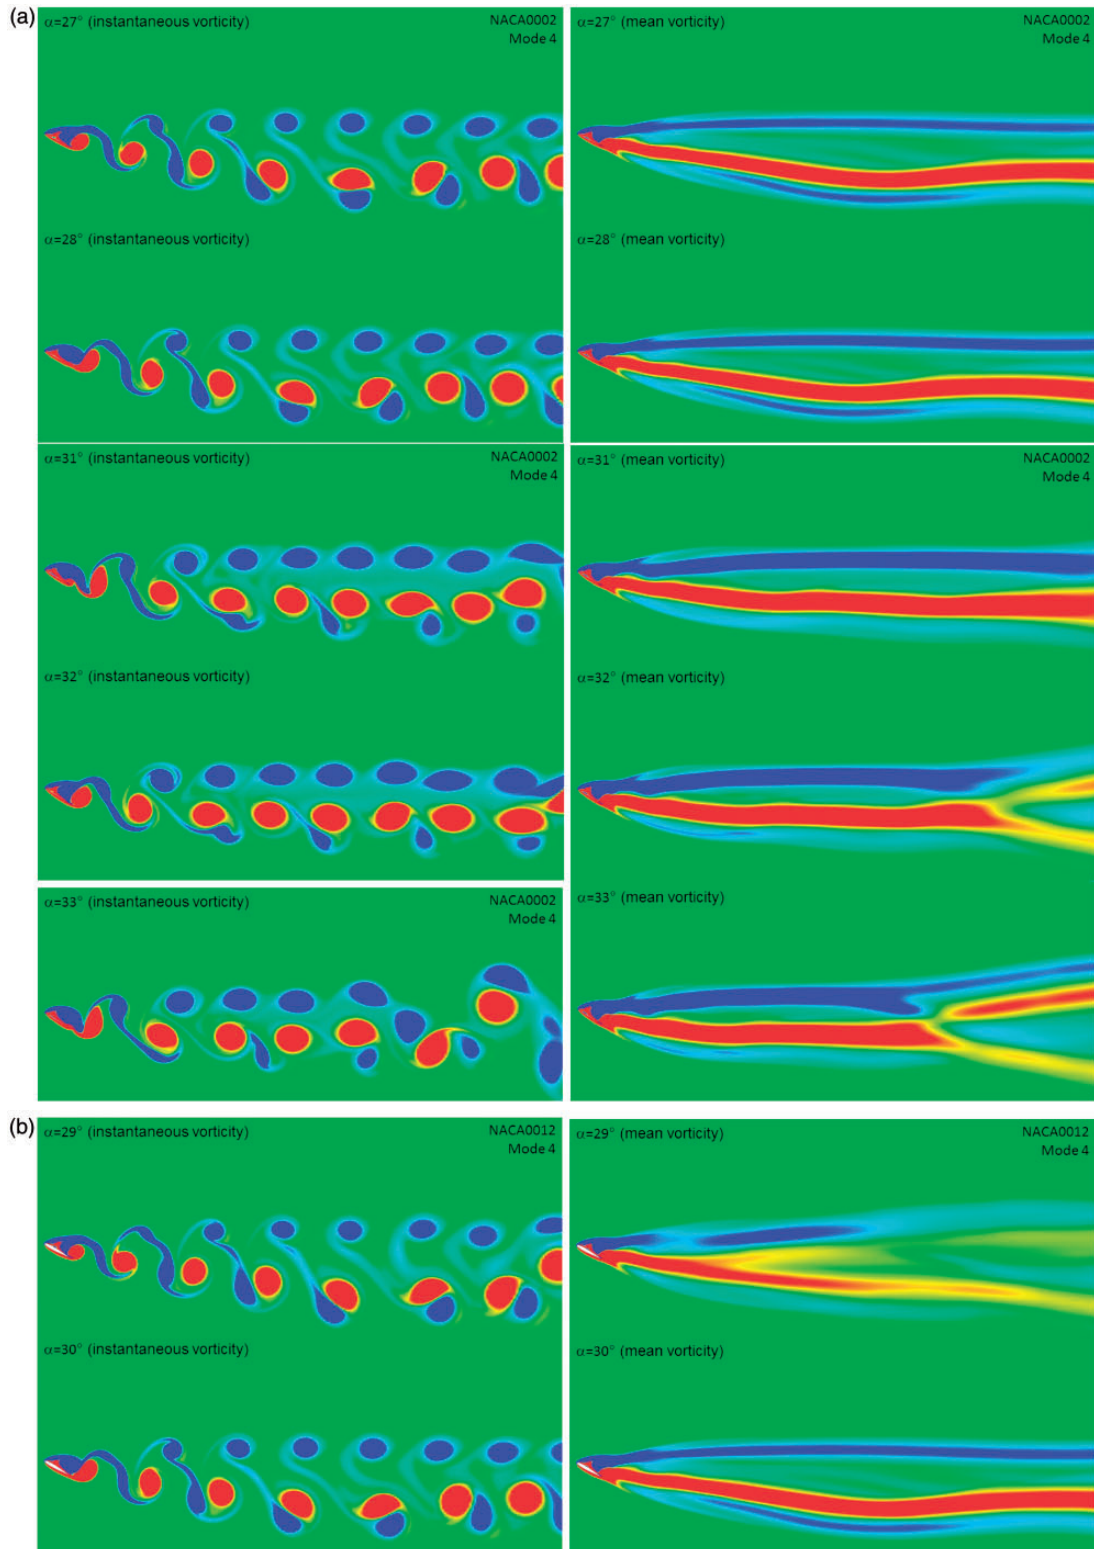 (a)
α=27° (instantaneous vorticity) NACA0002
Mode 4
α=27° (mean vorticity) NACA0002
Mode 4
α=28° (instantaneous vorticity)
α=28° (mean vorticity)
α=31° (instantaneous vorticity) NACA0002
Mode 4
α=31° (mean vorticity) NACA0002
Mode 4
α=32° (instantaneous vorticity)
α=32° (mean vorticity)
α=33° (instantaneous vorticity) NACA0002
Mode 4
α=33° (mean vorticity)
(b)
α=29° (instantaneous vorticity) NACA0012
Mode 4
α=29° (mean vorticity) NACA0012
Mode 4
α=30° (instantaneous vorticity)
α=30° (mean vorticity)